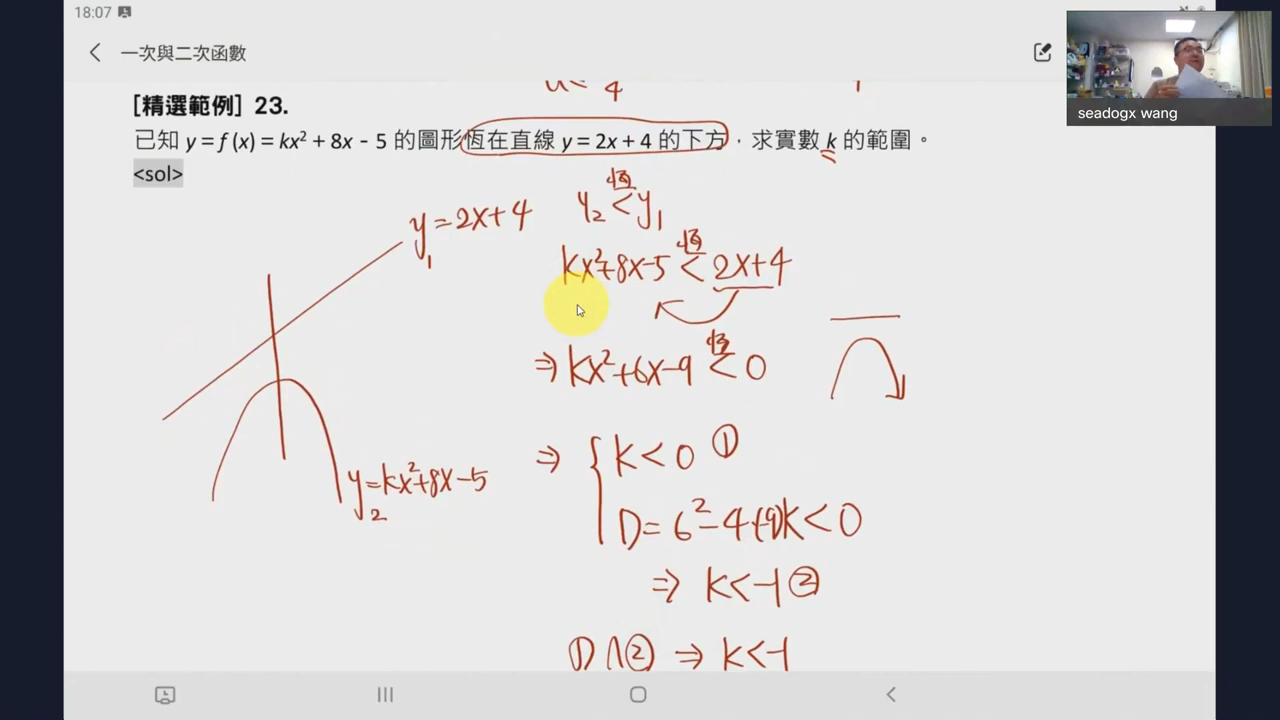 18:07
一次與二次函數
seadogx wang
[精選範例] 23.
已知 y = f (x) = kx² + 8x - 5 的圖形恆在直線 y = 2x + 4 的下方，求實數 k 的範圍。
<sol>
y₁=2x+4
y₂ 恆< y₁
kx²+8x-5 恆< 2x+4
⇒ kx²+6x-9 恆< 0
y₂=kx²+8x-5
⇒ { k<0 ①
D=6²-4(-9)k<0
⇒ k<-1 ②
①∧② ⇒ k<-1